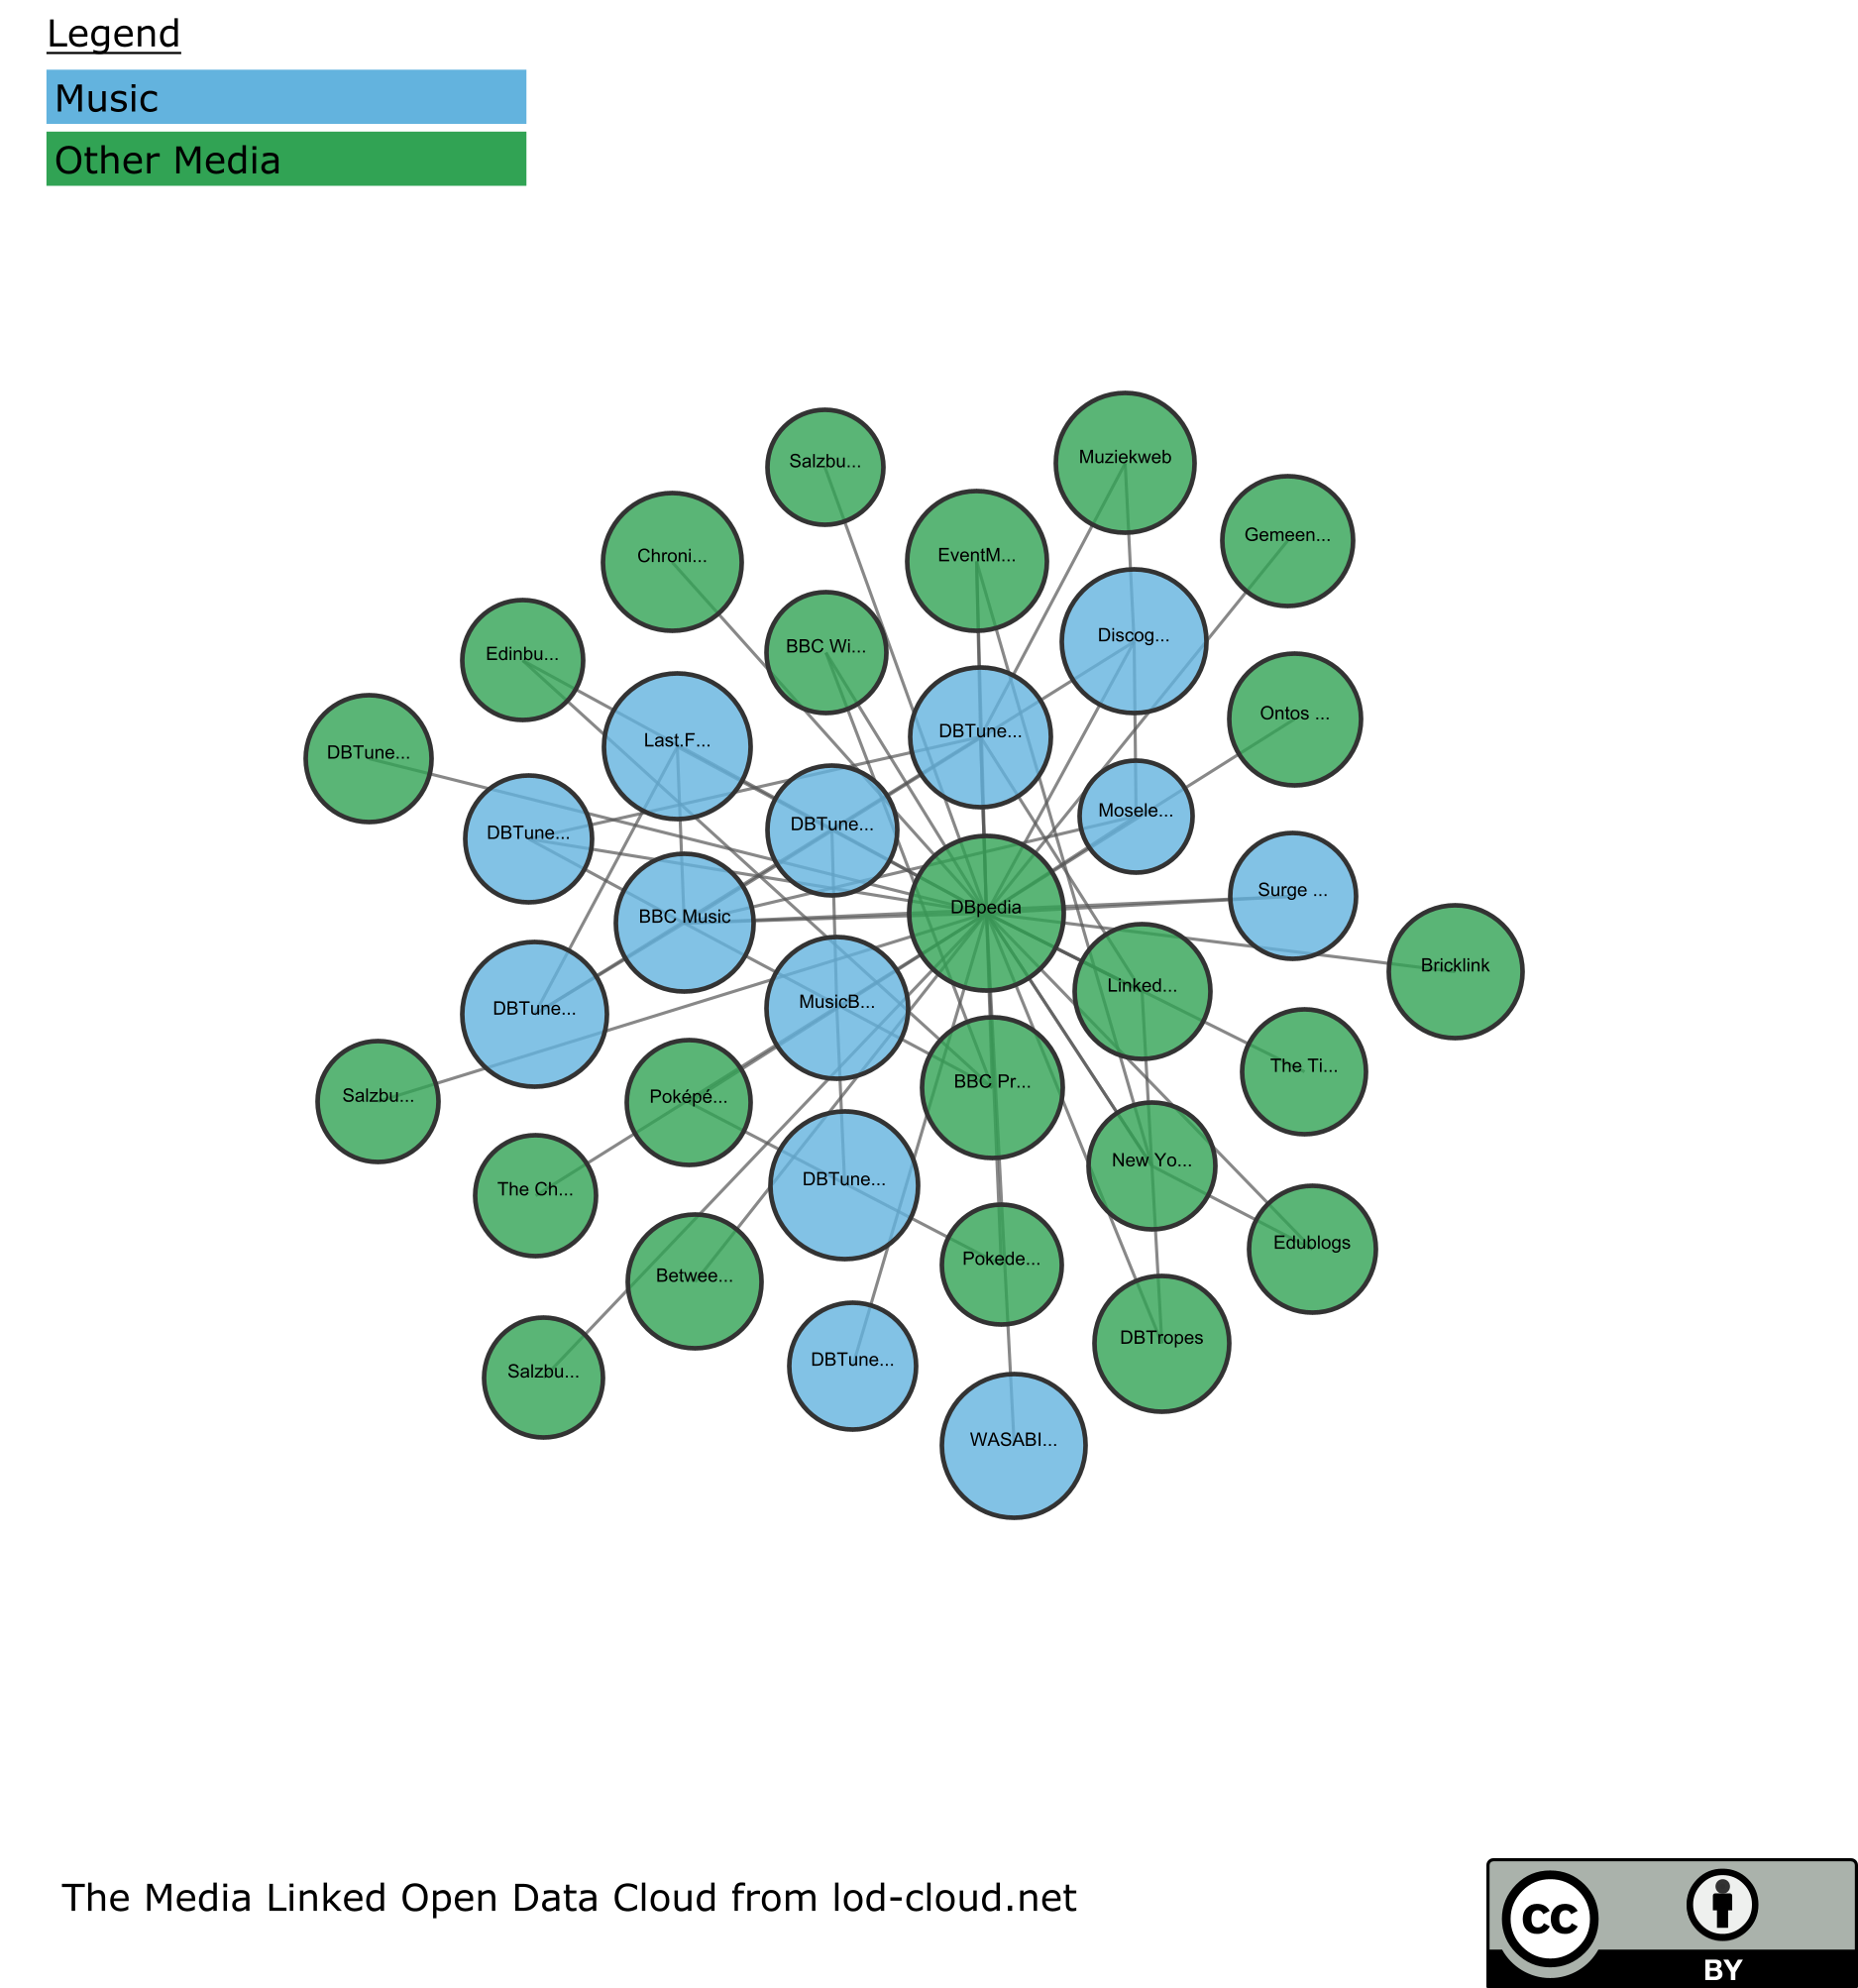 Legend
Music
Other Media
Salzbu...
Muziekweb
Gemeen...
Chroni...
EventM...
Discog...
BBC Wi...
Edinbu...
Ontos ...
DBTune...
Last.F...
DBTune...
Mosele...
DBTune...
DBTune...
Surge ...
DBpedia
BBC Music
Bricklink
Linked...
DBTune...
MusicB...
The Ti...
BBC Pr...
Salzbu...
Poképé...
New Yo...
The Ch...
DBTune...
Edublogs
Pokede...
Betwee...
DBTropes
Salzbu...
DBTune...
WASABI...
The Media Linked Open Data Cloud from lod-cloud.net
cc
BY